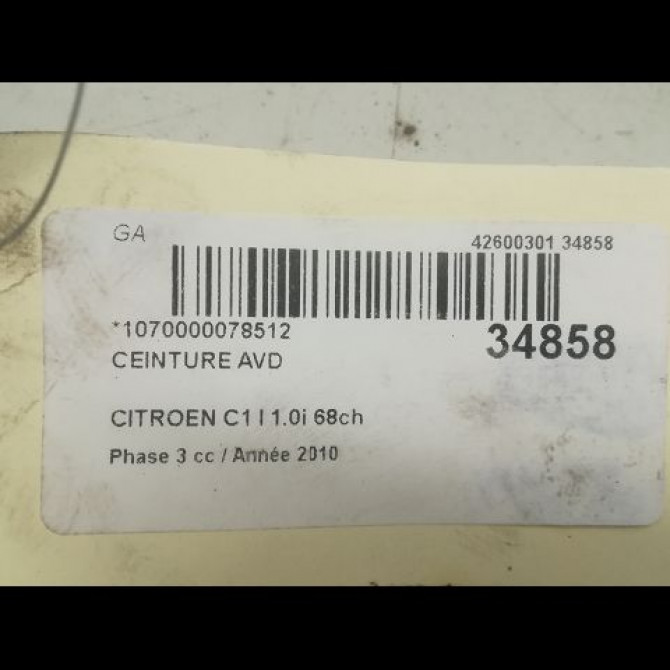 GA
42600301 34858
*1070000078512
34858
CEINTURE AVD
CITROEN C1 I 1.0i 68ch
Phase 3 cc / Année 2010